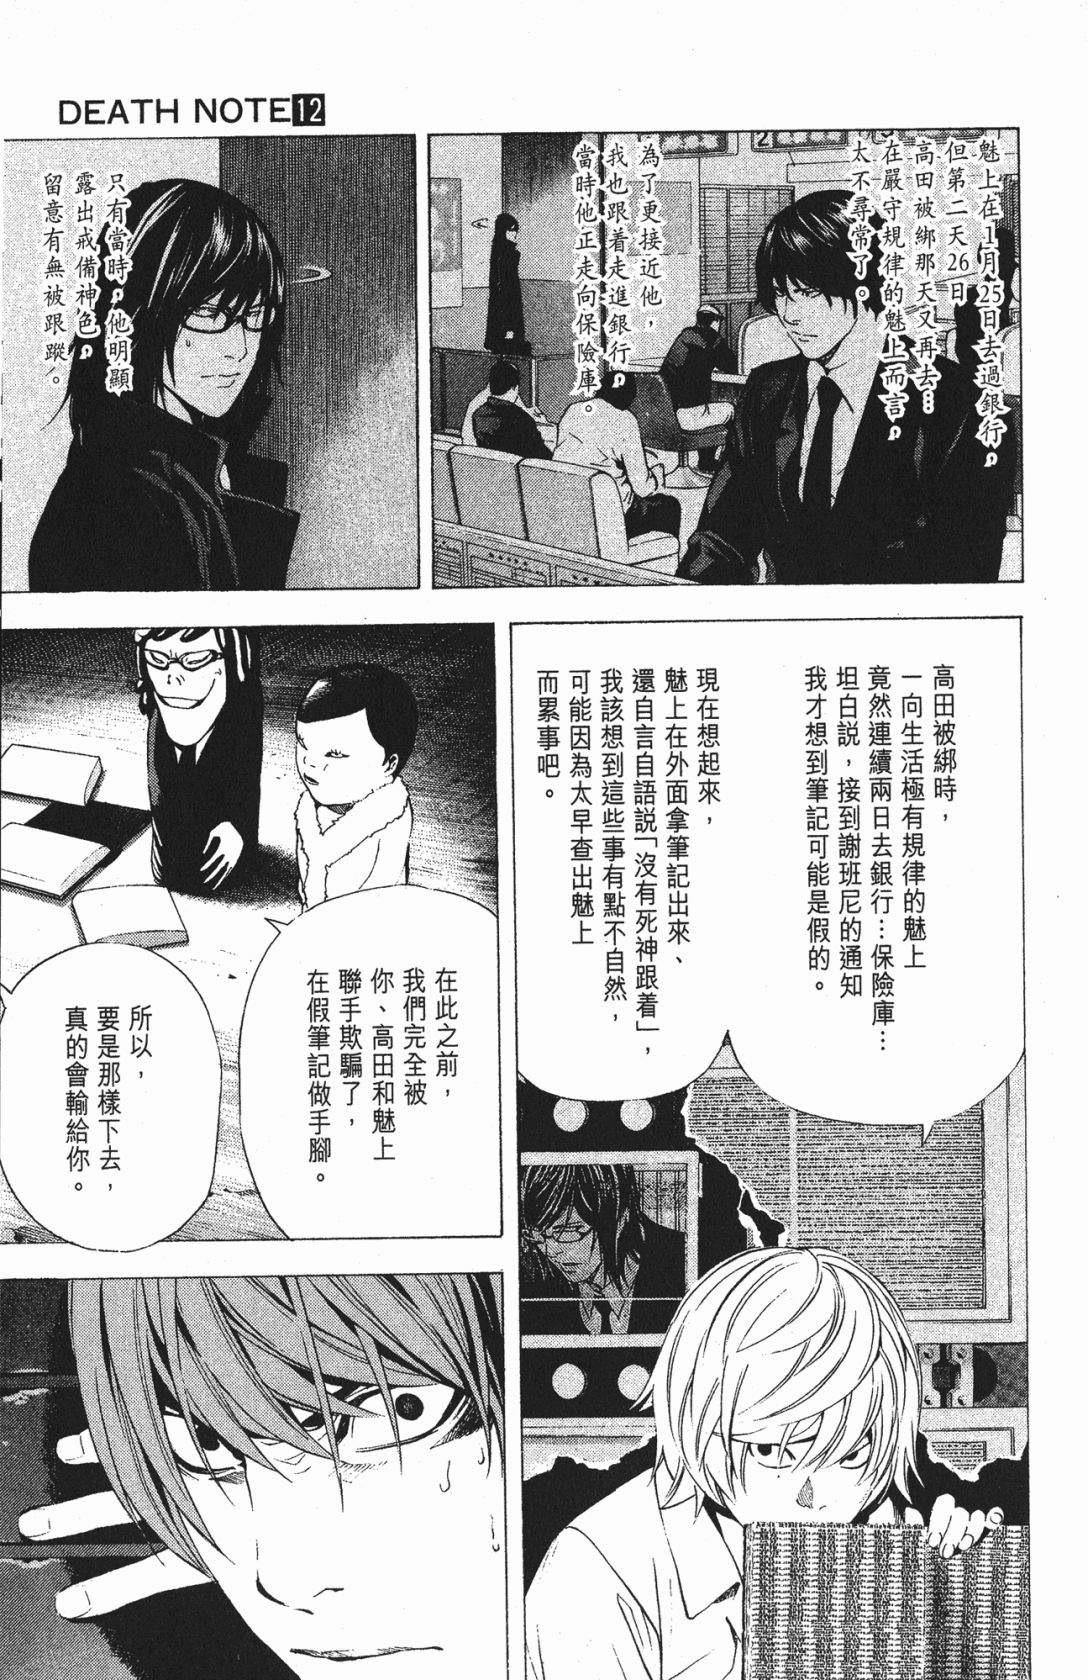 DEATH NOTE12
魅上在1月25日去過銀行，
但第二天26日
高田被綁那天又再去…
在嚴守規律的魅上而言，
太不尋常了。
為了更接近他，
我也跟着走進銀行，
當時他正走向保險庫。
只有當時，他明顯
露出戒備神色，
留意有無被跟蹤。
高田被綁時，
一向生活極有規律的魅上
竟然連續兩日去銀行…保險庫…
坦白說，接到謝班尼的通知
我才想到筆記可能是假的。
現在想起來，
魅上在外面拿筆記出來、
還自言自語說「沒有死神跟着」，
我該想到這些事有點不自然，
可能因為太早查出魅上
而累事吧。
在此之前，
我們完全被
你、高田和魅上
聯手欺騙了，
在假筆記做手腳。
所以，
要是那樣下去，
真的會輸給你。